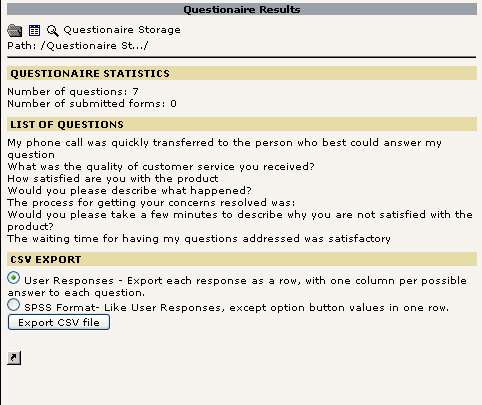 Questionaire Results
Questionaire Storage
Path: /Questionaire St.../
QUESTIONAIRE STATISTICS
Number of questions: 7
Number of submitted forms: 0
LIST OF QUESTIONS
My phone call was quickly transferred to the person who best could answer my
question
What was the quality of customer service you received?
How satisfied are you with the product
Would you please describe what happened?
The process for getting your concerns resolved was:
Would you please take a few minutes to describe why you are not satisfied with the
product?
The waiting time for having my questions addressed was satisfactory
CSV EXPORT
User Responses - Export each response as a row, with one column per possible
answer to each question.
SPSS Format- Like User Responses, except option button values in one row.
Export CSV file